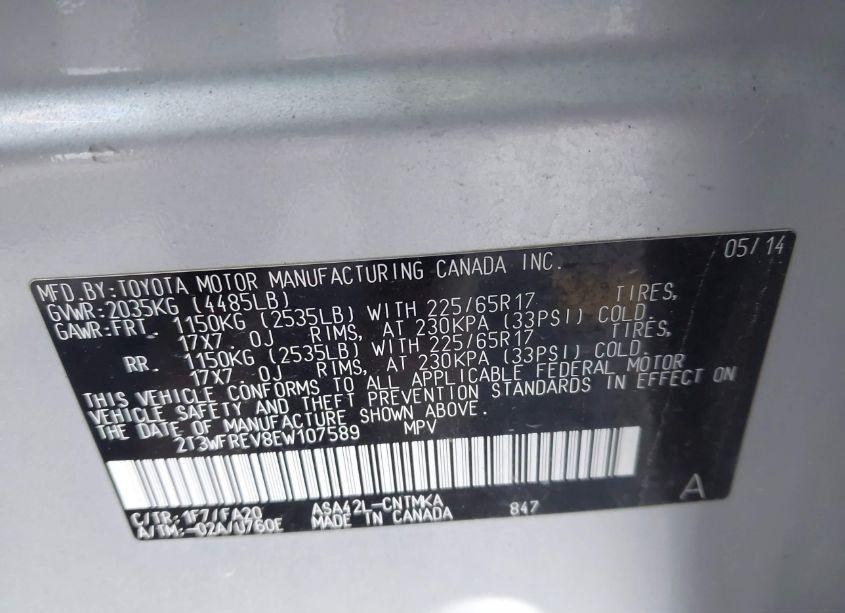 MFD.BY:TOYOTA MOTOR MANUFACTURING CANADA INC. 05/14
GVWR:2035KG (4485LB)
GAWR:FRT. 1150KG (2535LB) WITH 225/65R17 TIRES,
17X7.0J RIMS, AT 230KPA (33PSI) COLD.
RR. 1150KG (2535LB) WITH 225/65R17 TIRES,
17X7.0J RIMS, AT 230KPA (33PSI) COLD.
THIS VEHICLE CONFORMS TO ALL APPLICABLE FEDERAL MOTOR
VEHICLE SAFETY AND THEFT PREVENTION STANDARDS IN EFFECT ON
THE DATE OF MANUFACTURE SHOWN ABOVE.
2T3WFREV8EW107589 MPV
C/TR:1F7/FA20 ASA42L-CNTMKA 847 A
A/TM:-02A/U760E MADE IN CANADA